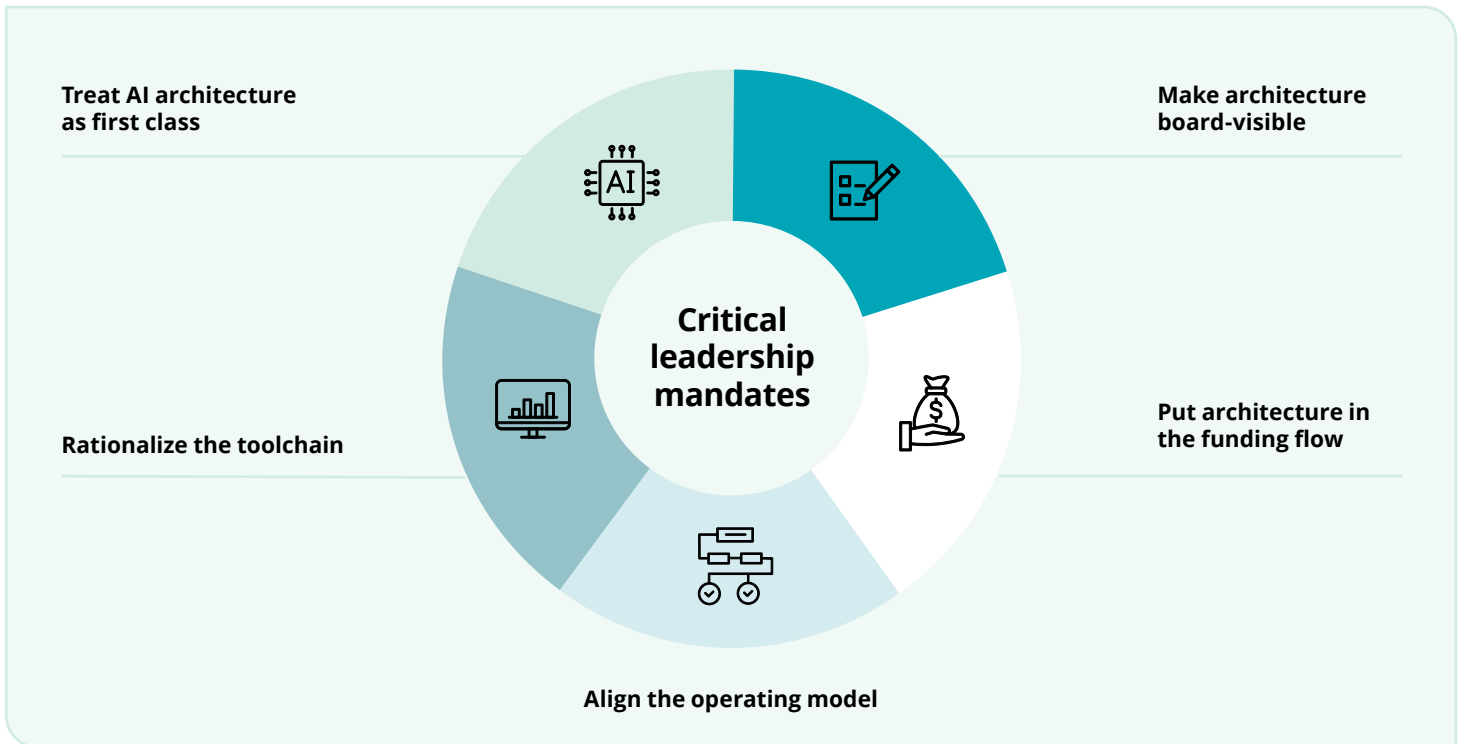 Treat AI architecture
as first class
Make architecture
board-visible
AI
Critical
leadership
mandates
$
Rationalize the toolchain
Put architecture in
the funding flow
Align the operating model